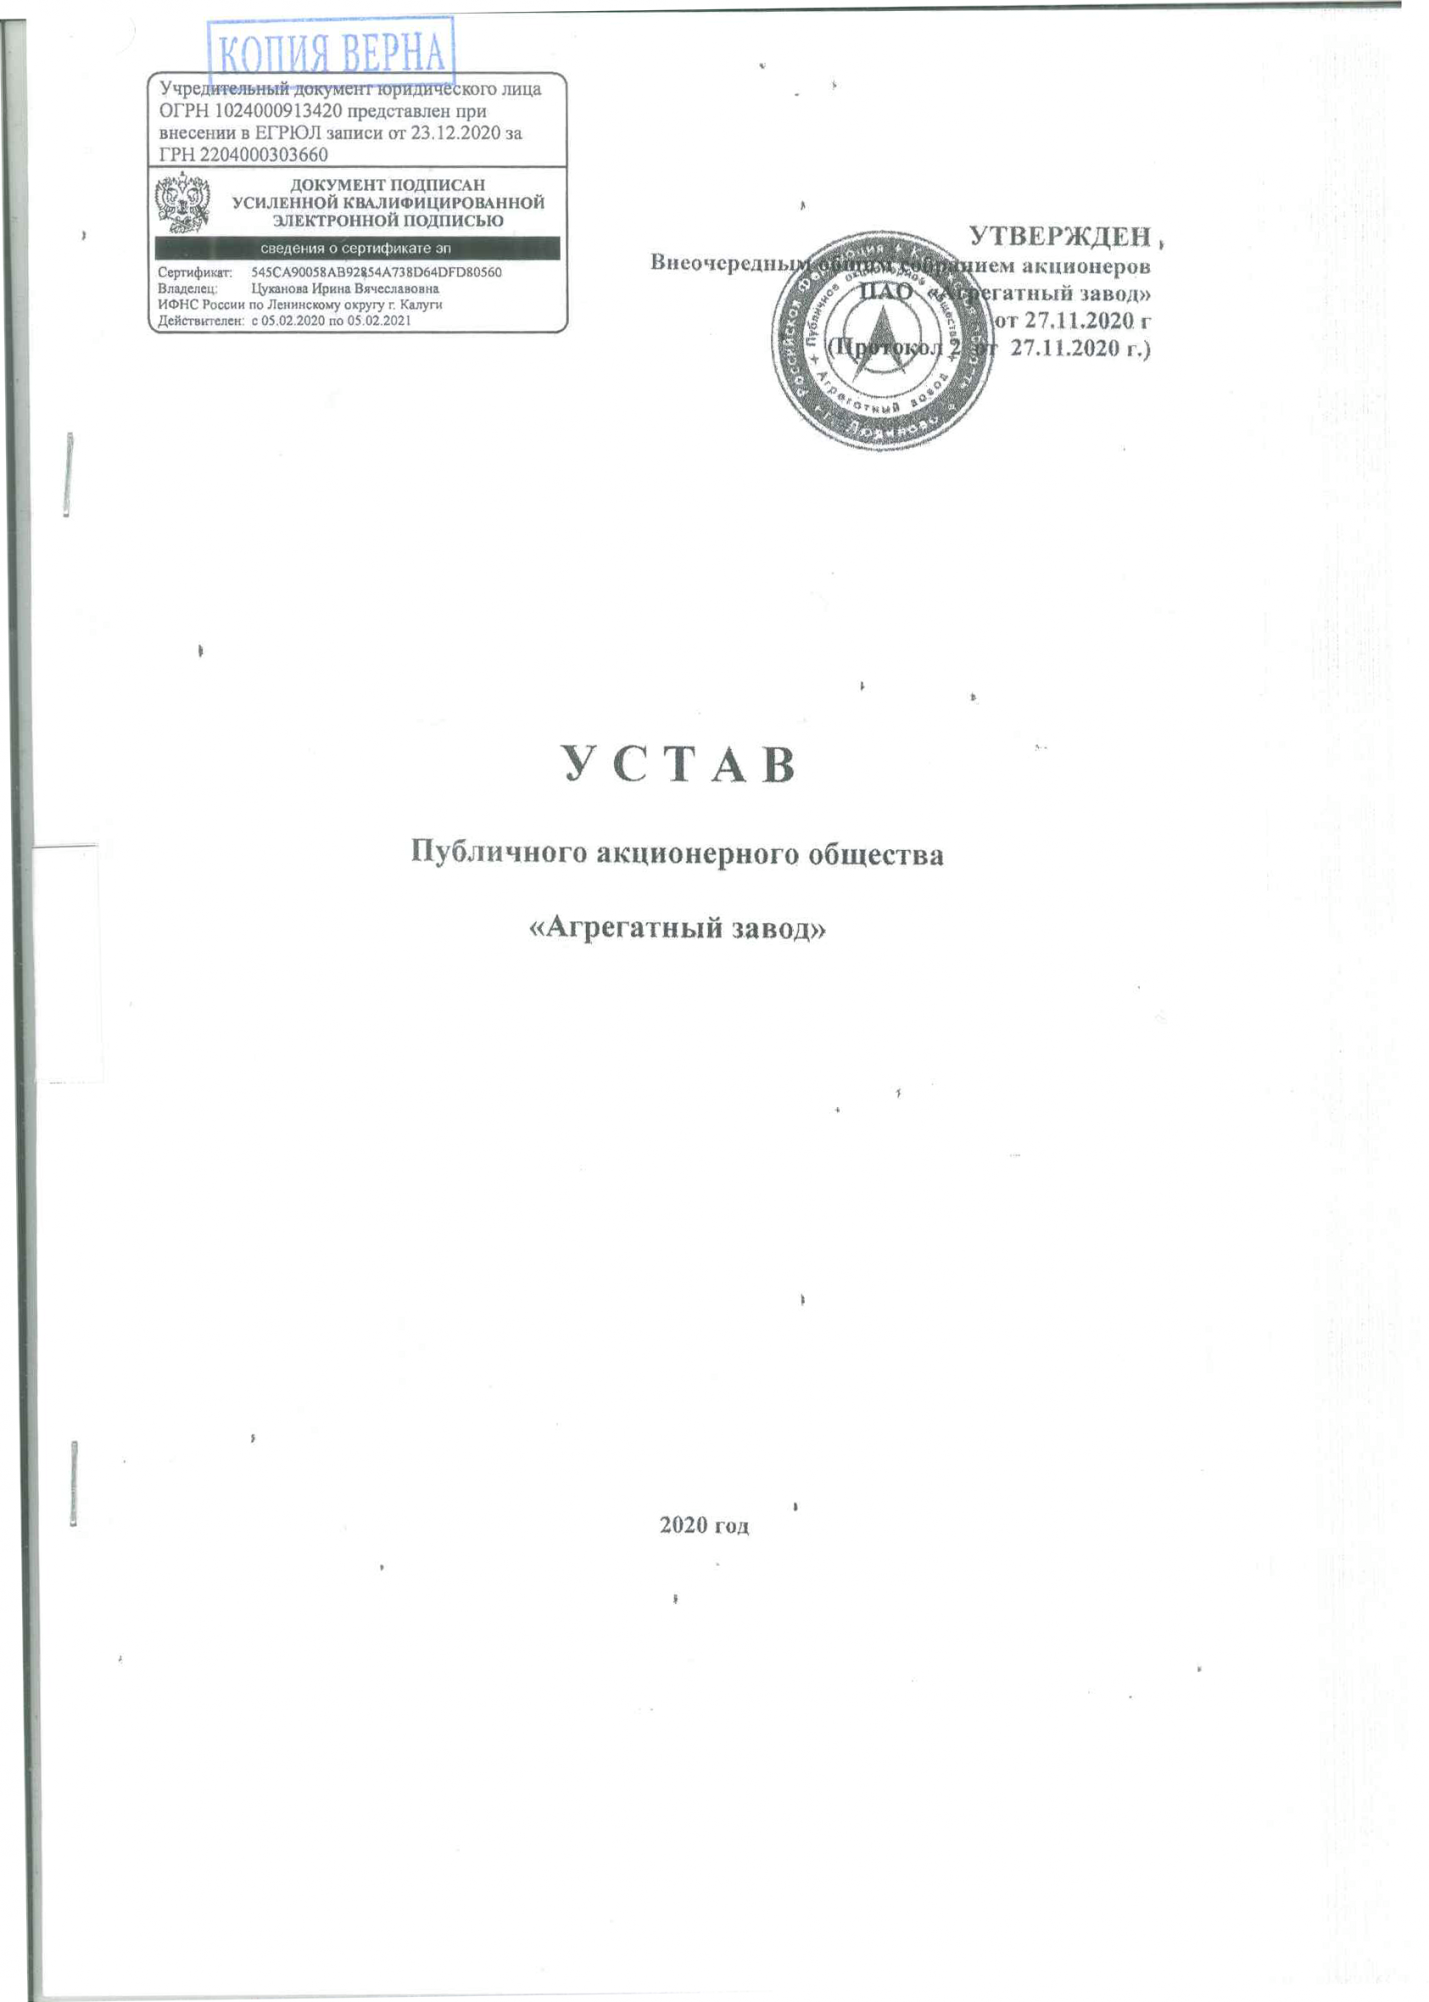 КОПИЯ ВЕРНА
Учредительный документ юридического лица
ОГРН 1024000913420 представлен при
внесении в ЕГРЮЛ записи от 23.12.2020 за
ГРН 2204000303660
ДОКУМЕНТ ПОДПИСАН
УСИЛЕННОЙ КВАЛИФИЦИРОВАННОЙ
ЭЛЕКТРОННОЙ ПОДПИСЬЮ
сведения о сертификате эп
Сертификат: 545CA90058AB92854A738D64DFD80560
Владелец: Цуканова Ирина Вячеславовна
ИФНС России по Ленинскому округу г. Калуги
Действителен: с 05.02.2020 по 05.02.2021
УТВЕРЖДЕН
Внеочередным общим собранием акционеров
ПАО «Агрегатный завод»
от 27.11.2020 г
(Протокол 2 от 27.11.2020 г.)
Публичное акционерное общество
Агрегатный завод
г. Людиново
У С Т А В
Публичного акционерного общества
«Агрегатный завод»
2020 год